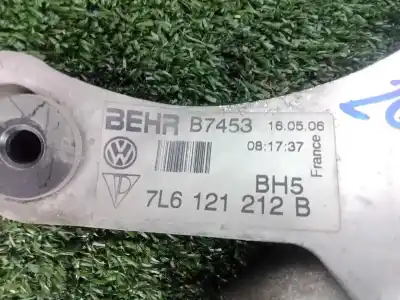 BEHR B7453 16.05.06
08:17:37
France
BH5
7L6 121 212 B